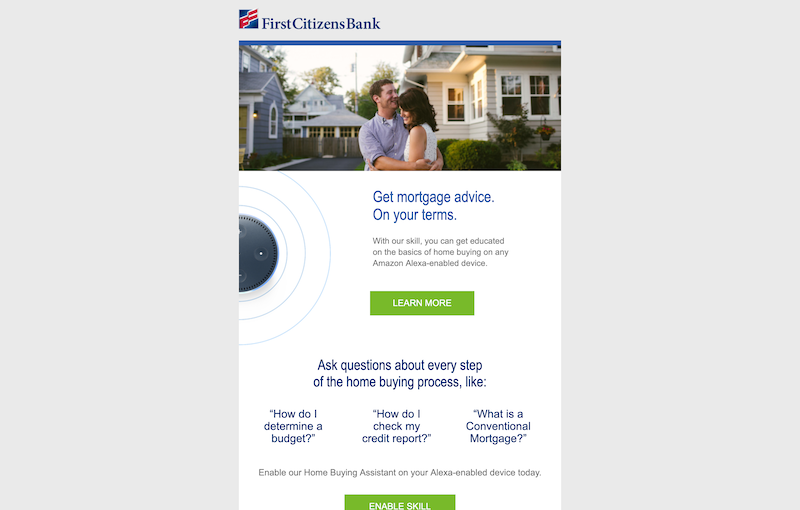 FirstCitizensBank
Get mortgage advice.
On your terms.
With our skill, you can get educated
on the basics of home buying on any
Amazon Alexa-enabled device.
LEARN MORE
Ask questions about every step
of the home buying process, like:
“How do I
determine a
budget?”
“How do I
check my
credit report?”
“What is a
Conventional
Mortgage?”
Enable our Home Buying Assistant on your Alexa-enabled device today.
ENABLE SKILL